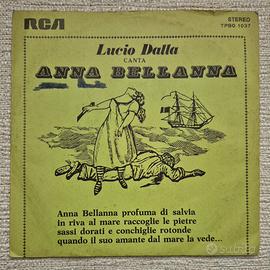 RCA
STEREO
TPBO 1037
Lucio Dalla
CANTA
ANNA BELLANNA
Anna Bellanna profuma di salvia
in riva al mare raccoglie le pietre
sassi dorati e conchiglie rotonde
quando il suo amante dal mare la vede...
subito